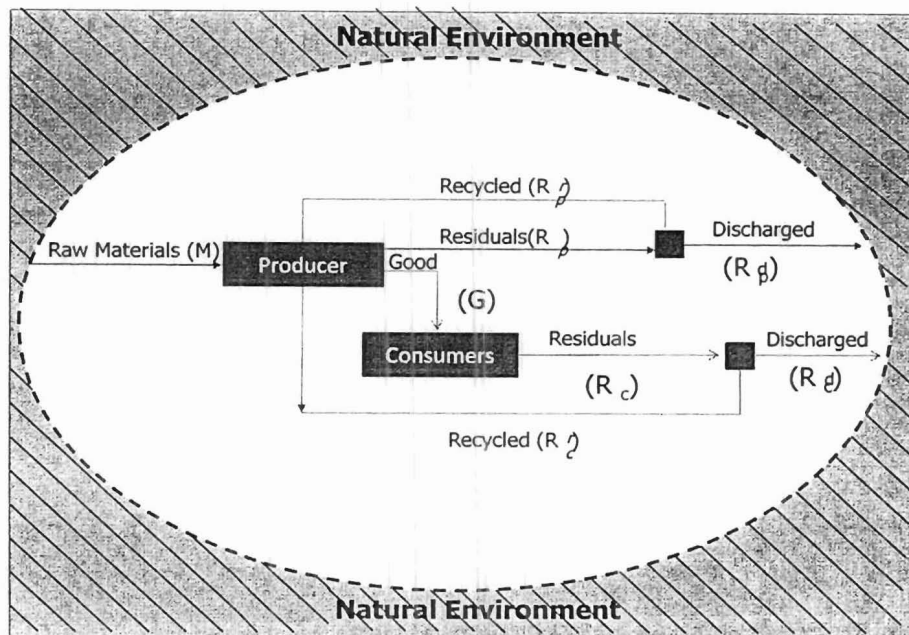 Natural Environment
Recycled (R
Raw Materials (M)
Producer
Residuals(R
Good
Discharged
(G)
(R
Consumers
Residuals
Discharged
(R c)
(R
Recycled (R
Natural Environment